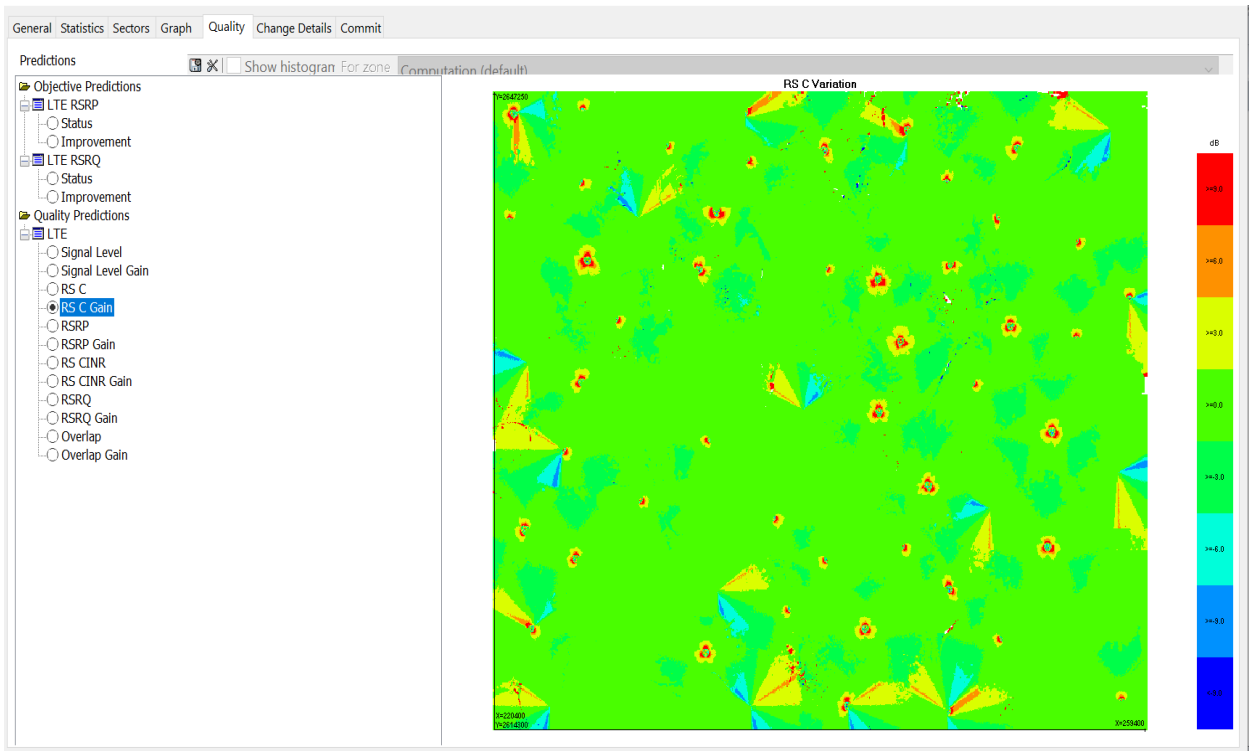 General Statistics Sectors Graph Quality Change Details Commit
Predictions
Show histogran For zone Computation (default)
Objective Predictions
LTE RSRP
Status
Improvement
LTE RSRQ
Status
Improvement
Quality Predictions
LTE
Signal Level
Signal Level Gain
RS C
RS C Gain
RSRP
RSRP Gain
RS CINR
RS CINR Gain
RSRQ
RSRQ Gain
Overlap
Overlap Gain
RS C Variation
Y=2647250
X=220400
Y=2614300
X=259400
dB
>=9.0
>=6.0
>=3.0
>=0.0
>=-3.0
>=-6.0
>=-9.0